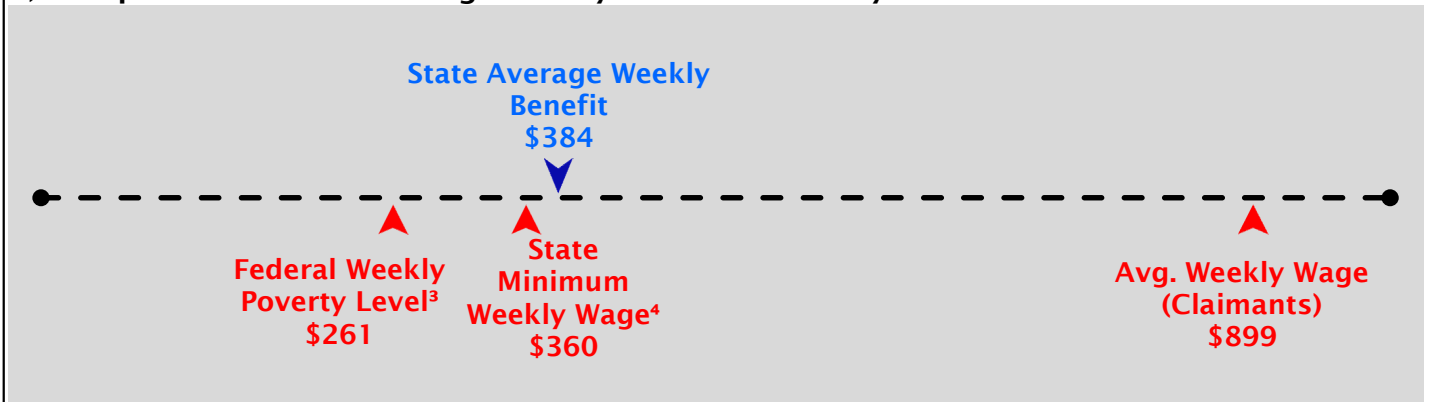 State Average Weekly
Benefit
$384
Federal Weekly
Poverty Level³
$261
State
Minimum
Weekly Wage⁴
$360
Avg. Weekly Wage
(Claimants)
$899